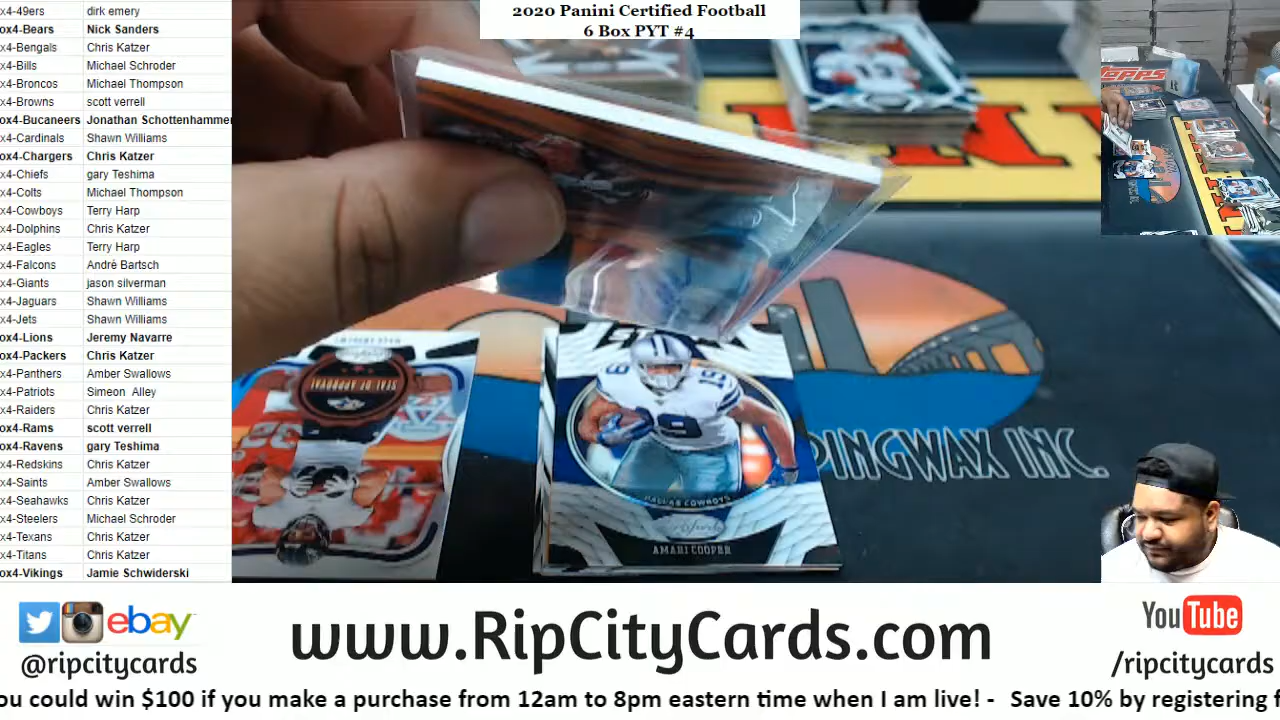 x4-49ers dirk emery
ox4-Bears Nick Sanders
x4-Bengals Chris Katzer
x4-Bills Michael Schroder
x4-Broncos Michael Thompson
x4-Browns scott verrell
ox4-Bucaneers Jonathan Schottenhammer
x4-Cardinals Shawn Williams
ox4-Chargers Chris Katzer
x4-Chiefs gary Teshima
x4-Colts Michael Thompson
x4-Cowboys Terry Harp
x4-Dolphins Chris Katzer
x4-Eagles Terry Harp
x4-Falcons Andrè Bartsch
x4-Giants jason silverman
x4-Jaguars Shawn Williams
x4-Jets Shawn Williams
ox4-Lions Jeremy Navarre
ox4-Packers Chris Katzer
x4-Panthers Amber Swallows
x4-Patriots Simeon Alley
x4-Raiders Chris Katzer
ox4-Rams scott verrell
ox4-Ravens gary Teshima
x4-Redskins Chris Katzer
x4-Saints Amber Swallows
x4-Seahawks Chris Katzer
x4-Steelers Michael Schroder
x4-Texans Chris Katzer
x4-Titans Chris Katzer
ox4-Vikings Jamie Schwiderski
2020 Panini Certified Football
6 Box PYT #4
TOPPS
SEAL OF APPROVAL
19
19
DALLAS COWBOYS
AMARI COOPER
PINGWAX INC.
ebay
@ripcitycards
www.RipCityCards.com
YouTube
/ripcitycards
ou could win $100 if you make a purchase from 12am to 8pm eastern time when I am live! - Save 10% by registering f